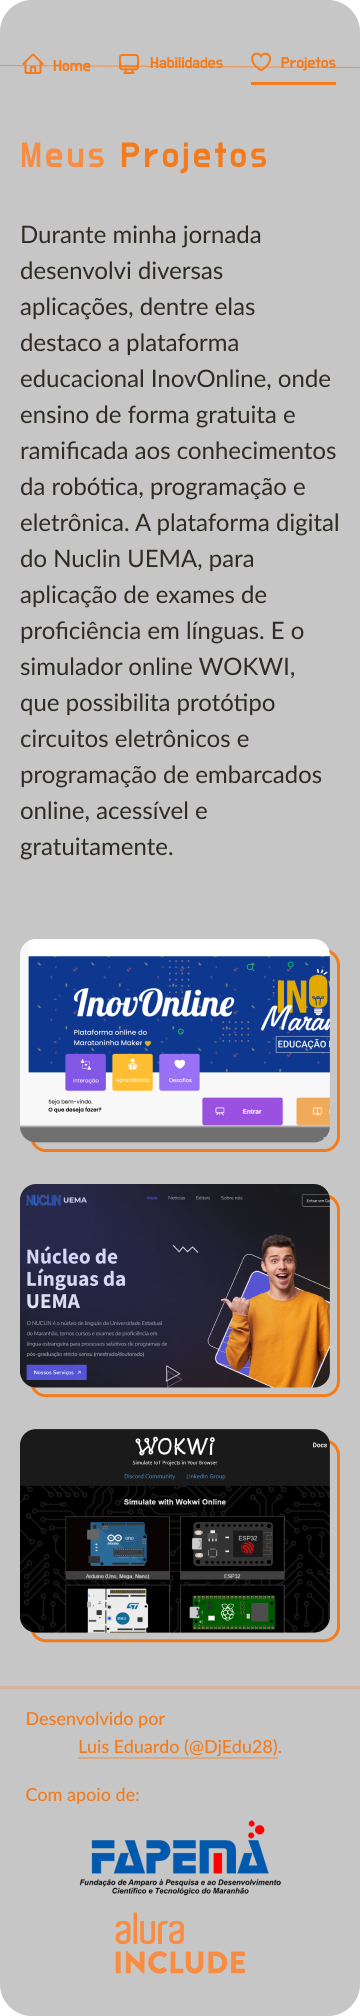 Home Habilidades Projetos
Meus Projetos
Durante minha jornada
desenvolvi diversas
aplicações, dentre elas
destaco a plataforma
educacional InovOnline, onde
ensino de forma gratuita e
ramificada aos conhecimentos
da robótica, programação e
eletrônica. A plataforma digital
do Nuclin UEMA, para
aplicação de exames de
proficiência em línguas. E o
simulador online WOKWI,
que possibilita protótipo
circuitos eletrônicos e
programação de embarcados
online, acessível e
gratuitamente.
InovOnline
Plataforma online do
Maratoninha Maker
Interação Aprendizado Desafios
EDUCAÇÃO
Seja bem-vindo.
O que deseja fazer?
Entrar
NUCLIN UEMA
Início Notícias Editais Sobre nós
Núcleo de
Línguas da
UEMA
O NUCLIN é o núcleo de línguas da Universidade Estadual
do Maranhão, temos cursos e exames de proficiência em
língua estrangeira para processos seletivos de programas de
pós-graduação stricto sensu (mestrado/doutorado)
Nossos Serviços
WOKWI
Simulate IoT Projects in Your Browser
Docs
Discord Community LinkedIn Group
Simulate with Wokwi Online
ESP32
Arduino (Uno, Mega, Nano) ESP32
Desenvolvido por
Luis Eduardo (@DjEdu28).
Com apoio de:
FAPEMA
Fundação de Amparo à Pesquisa e ao Desenvolvimento
Científico e Tecnológico do Maranhão
alura
INCLUDE